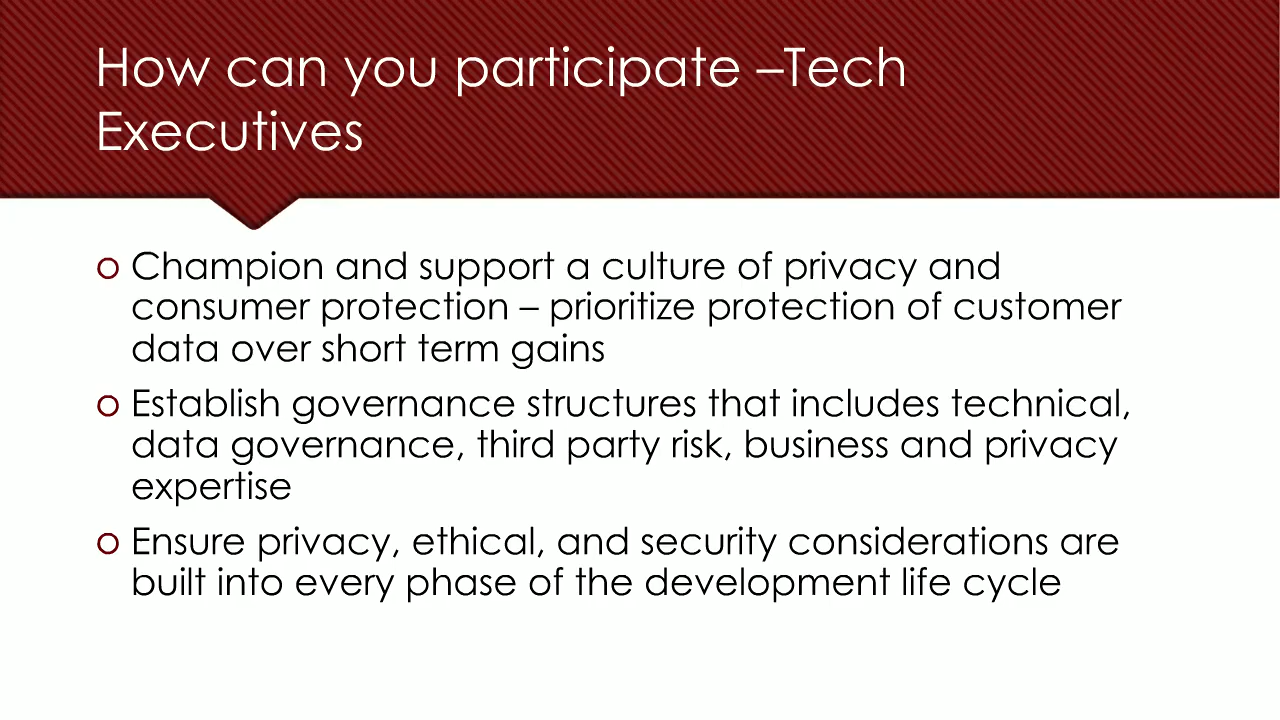 How can you participate –Tech
Executives
o Champion and support a culture of privacy and
consumer protection – prioritize protection of customer
data over short term gains
o Establish governance structures that includes technical,
data governance, third party risk, business and privacy
expertise
o Ensure privacy, ethical, and security considerations are
built into every phase of the development life cycle